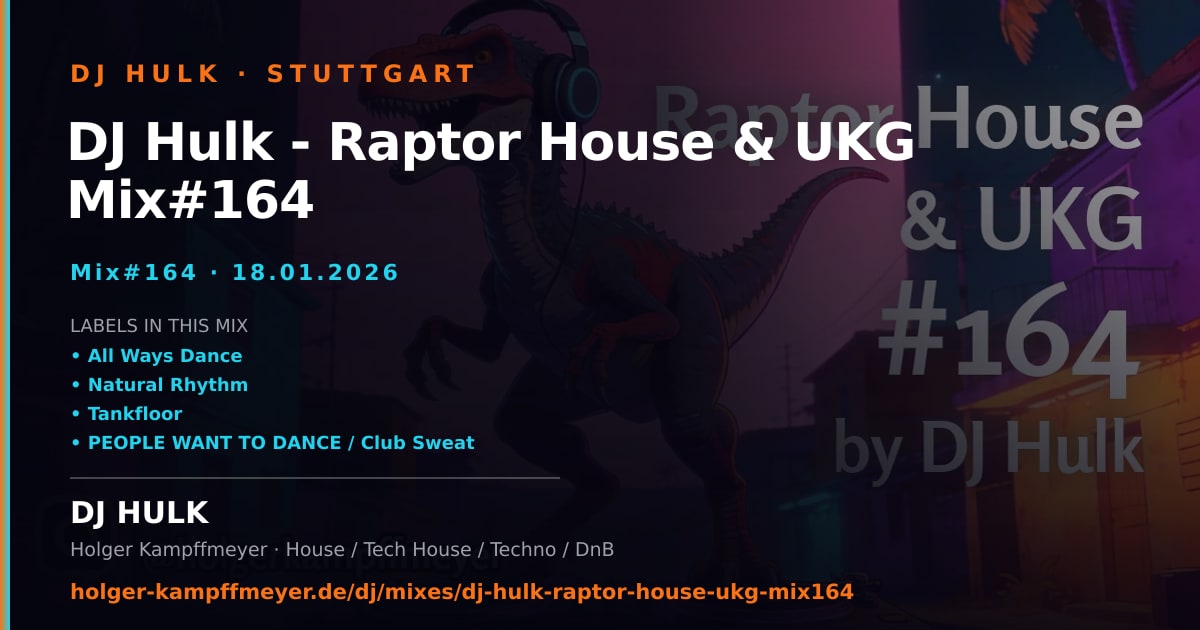 DJ HULK · STUTTGART
DJ Hulk - Raptor House & UKG
Mix#164
Mix#164 · 18.01.2026
LABELS IN THIS MIX
• All Ways Dance
• Natural Rhythm
• Tankfloor
• PEOPLE WANT TO DANCE / Club Sweat
DJ HULK
Holger Kampffmeyer · House / Tech House / Techno / DnB
holger-kampffmeyer.de/dj/mixes/dj-hulk-raptor-house-ukg-mix164
Raptor House
& UKG
#164
by DJ Hulk
@holgerkampffmeyer